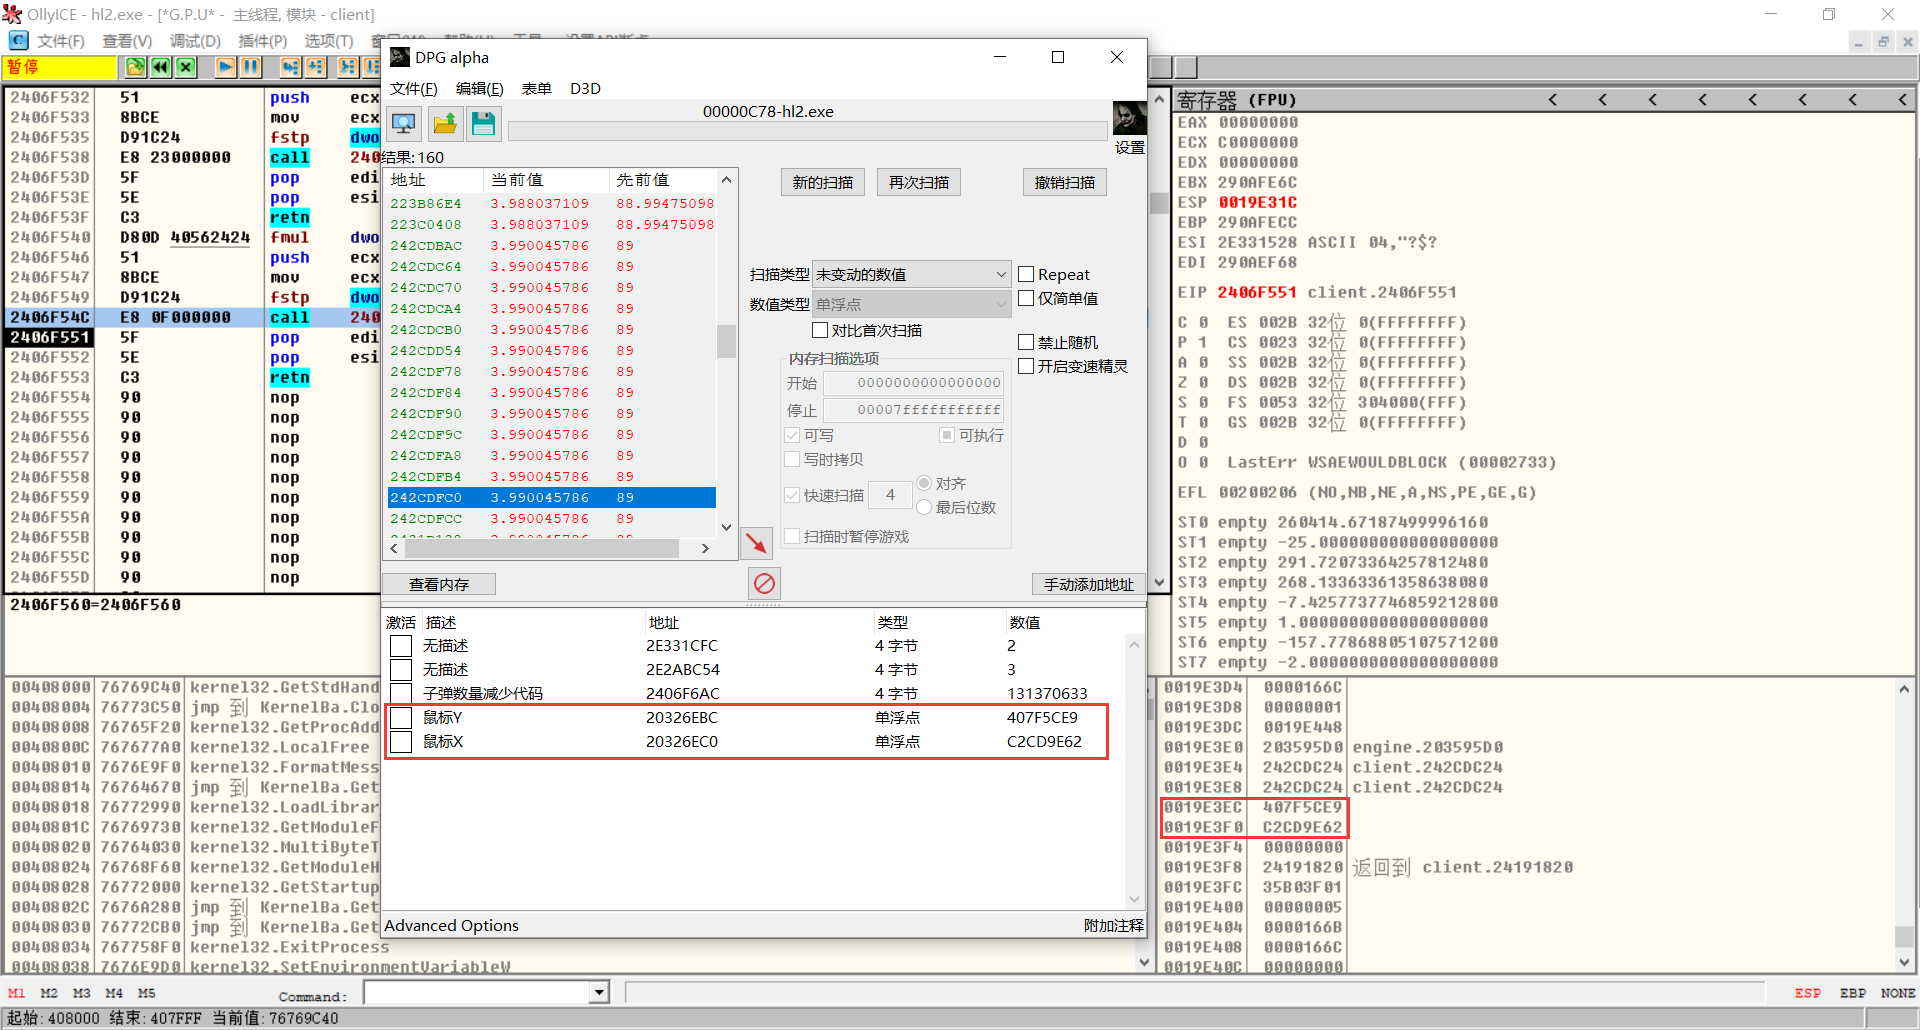 OllyICE - hl2.exe - [*G.P.U* - 主线程, 模块 - client]
文件(F) 查看(V) 调试(D) 插件(P) 选项(T)
暂停
2406F532 51 push ecx
2406F533 8BCE mov ecx
2406F535 D91C24 fstp dwo
2406F538 E8 23000000 call 240
2406F53D 5F pop edi
2406F53E 5E pop esi
2406F53F C3 retn
2406F540 D80D 40562424 fmul dwo
2406F546 51 push ecx
2406F547 8BCE mov ecx
2406F549 D91C24 fstp dwo
2406F54C E8 0F000000 call 240
2406F551 5F pop edi
2406F552 5E pop esi
2406F553 C3 retn
2406F554 90 nop
2406F555 90 nop
2406F556 90 nop
2406F557 90 nop
2406F558 90 nop
2406F559 90 nop
2406F55A 90 nop
2406F55B 90 nop
2406F55C 90 nop
2406F55D 90 nop
2406F560=2406F560
00408000 76769C40 kernel32.GetStdHand
00408004 76773C50 jmp 到 KernelBa.Clo
00408008 76765F20 kernel32.GetProcAdd
0040800C 767677A0 kernel32.LocalFree
00408010 7676E9F0 kernel32.FormatMess
00408014 76764670 jmp 到 KernelBa.Get
00408018 76772990 kernel32.LoadLibrar
0040801C 76769730 kernel32.GetModuleF
00408020 76764030 kernel32.MultiByteT
00408024 76768F60 kernel32.GetModuleH
00408028 76772000 kernel32.GetStartup
0040802C 7676A280 jmp 到 KernelBa.Get
00408030 76772CB0 jmp 到 KernelBa.Get
00408034 767758F0 kernel32.ExitProcess
00408038 7676E9D0 kernel32.SetEnvironmentVariableW
DPG alpha
文件(F) 编辑(E) 表单 D3D
00000C78-hl2.exe
设置
结果:160
地址 当前值 先前值
223B86E4 3.988037109 88.99475098
223C0408 3.988037109 88.99475098
242CDBAC 3.990045786 89
242CDC64 3.990045786 89
242CDC70 3.990045786 89
242CDCA4 3.990045786 89
242CDCB0 3.990045786 89
242CDD54 3.990045786 89
242CDF78 3.990045786 89
242CDF84 3.990045786 89
242CDF90 3.990045786 89
242CDF9C 3.990045786 89
242CDFA8 3.990045786 89
242CDFB4 3.990045786 89
242CDFC0 3.990045786 89
242CDFCC 3.990045786 89
新的扫描 再次扫描 撤销扫描
扫描类型 未变动的数值 Repeat
数值类型 单浮点 仅简单值
对比首次扫描
禁止随机
内存扫描选项
开启变速精灵
开始 0000000000000000
停止 00007fffffffffff
可写 可执行
写时拷贝
快速扫描 4 对齐
最后位数
扫描时暂停游戏
查看内存 手动添加地址
激活 描述 地址 类型 数值
无描述 2E331CFC 4 字节 2
无描述 2E2ABC54 4 字节 3
子弹数量减少代码 2406F6AC 4 字节 131370633
鼠标Y 20326EBC 单浮点 407F5CE9
鼠标X 20326EC0 单浮点 C2CD9E62
Advanced Options 附加注释
寄存器 (FPU) < < < < < < < <
EAX 00000000
ECX C0000000
EDX 00000000
EBX 290AFE6C
ESP 0019E31C
EBP 290AFECC
ESI 2E331528 ASCII 04,"?$?
EDI 290AEF68
EIP 2406F551 client.2406F551
C 0 ES 002B 32位 0(FFFFFFFF)
P 1 CS 0023 32位 0(FFFFFFFF)
A 0 SS 002B 32位 0(FFFFFFFF)
Z 0 DS 002B 32位 0(FFFFFFFF)
S 0 FS 0053 32位 304000(FFF)
T 0 GS 002B 32位 0(FFFFFFFF)
D 0
O 0 LastErr WSAEWOULDBLOCK (00002733)
EFL 00200206 (NO,NB,NE,A,NS,PE,GE,G)
ST0 empty 260414.67187499996160
ST1 empty -25.000000000000000000
ST2 empty 291.72073364257812480
ST3 empty 268.13363361358638080
ST4 empty -7.4257737746859212800
ST5 empty 1.0000000000000000000
ST6 empty -157.77868805107571200
ST7 empty -2.0000000000000000000
0019E3D4 0000166C
0019E3D8 00000001
0019E3DC 0019E448
0019E3E0 203595D0 engine.203595D0
0019E3E4 242CDC24 client.242CDC24
0019E3E8 242CDC24 client.242CDC24
0019E3EC 407F5CE9
0019E3F0 C2CD9E62
0019E3F4 00000000
0019E3F8 24191820 返回到 client.24191820
0019E3FC 35B03F01
0019E400 00000005
0019E404 0000166B
0019E408 0000166C
0019E40C 00000000
M1 M2 M3 M4 M5 Command: ESP EBP NONE
起始:408000 结束:407FFF 当前值:76769C40